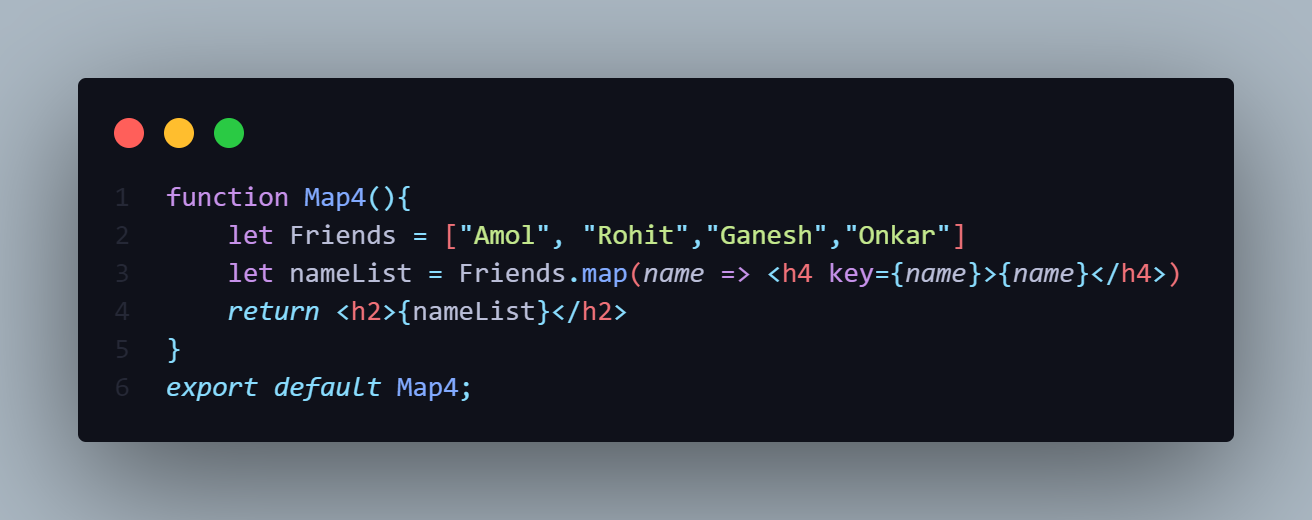 1 function Map4(){
2     let Friends = ["Amol", "Rohit","Ganesh","Onkar"]
3     let nameList = Friends.map(name => <h4 key={name}>{name}</h4>)
4     return <h2>{nameList}</h2>
5 }
6 export default Map4;